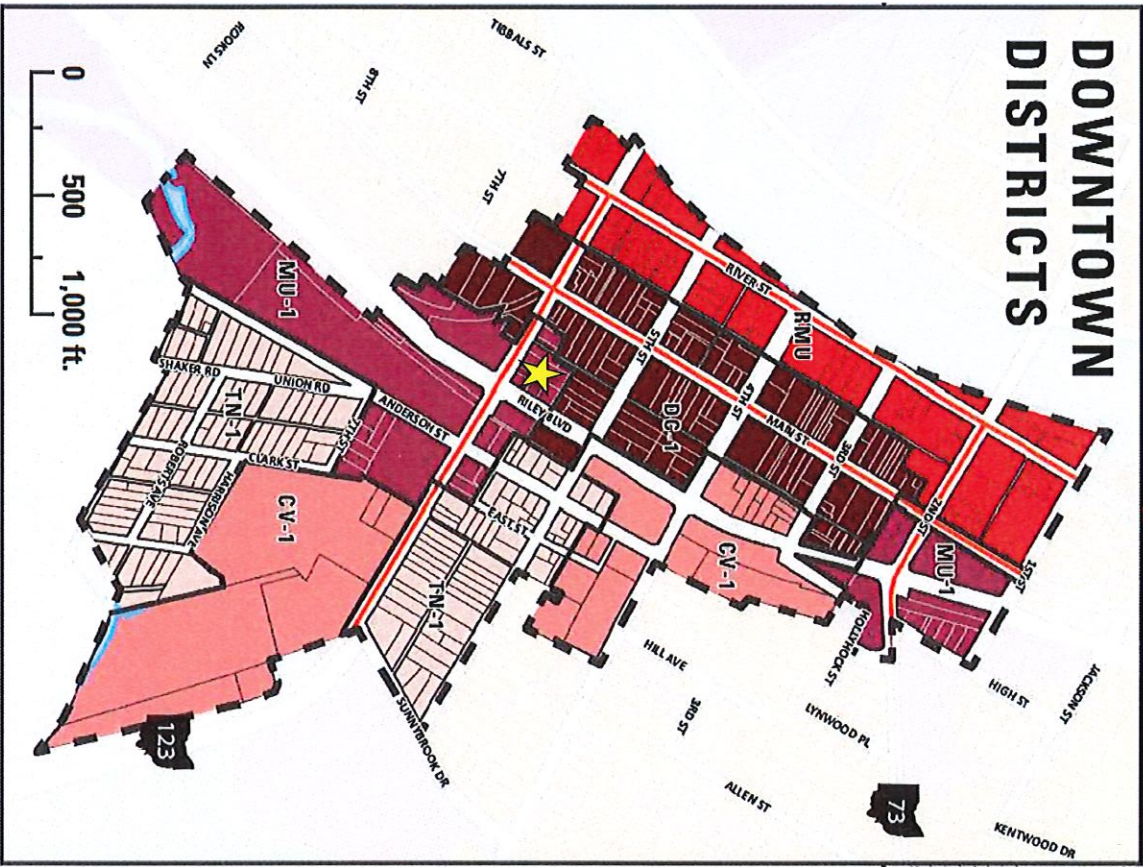 DOWNTOWN
DISTRICTS
0
500
1,000 ft.
ROOKS LN
8TH ST
TIBBALS ST
7TH ST
RIVER ST
RMU
5TH ST
4TH ST
MAIN ST
3RD ST
2ND ST
1ST ST
MU-1
DC-1
RILEY BLVD
MU-1
ANDERSON ST
SHAKER RD
UNION RD
TN-1
7TH ST
CLARK ST
ROBERTS AVE
HARRISON AVE
CV-1
EAST ST
TN-1
CV-1
HOLLYHOCK ST
HILL AVE
3RD ST
LYNWOOD PL
HIGH ST
JACKSON ST
SUNNYBROOK DR
ALLEN ST
KENTWOOD DR
123
73